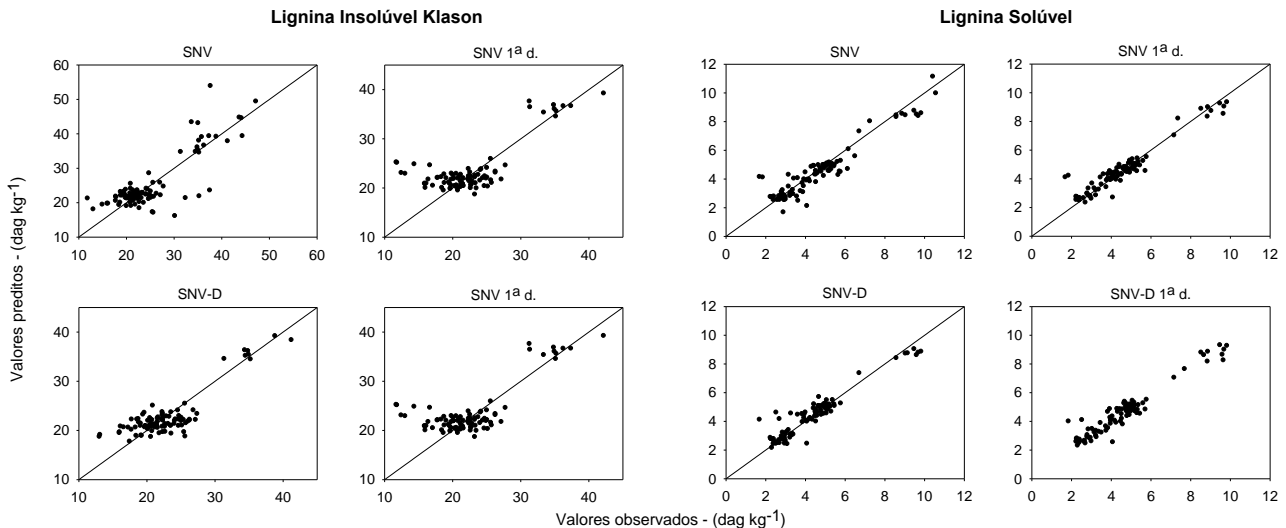 Lignina Insolúvel Klason
Lignina Solúvel
SNV
60
50
40
30
20
10
10 20 30 40 50 60
SNV 1ª d.
40
30
20
10
10 20 30 40
SNV
12
10
8
6
4
2
0
0 2 4 6 8 10 12
SNV 1ª d.
12
10
8
6
4
2
0
0 2 4 6 8 10 12
Valores preditos - (dag kg-1)
SNV-D
40
30
20
10
10 20 30 40
SNV 1ª d.
40
30
20
10
10 20 30 40
SNV-D
12
10
8
6
4
2
0
0 2 4 6 8 10 12
SNV-D 1ª d.
12
10
8
6
4
2
0
0 2 4 6 8 10 12
Valores observados - (dag kg-1)